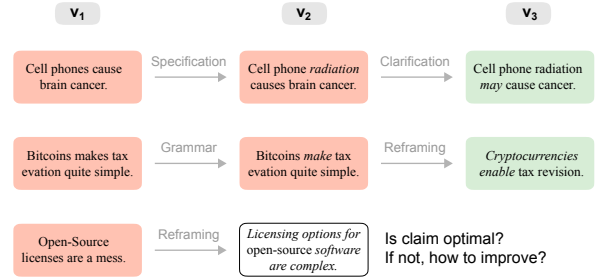 v1 v2 v3
Cell phones cause
brain cancer.
Specification
Cell phone radiation
causes brain cancer.
Clarification
Cell phone radiation
may cause cancer.
Bitcoins makes tax
evation quite simple.
Grammar
Bitcoins make tax
evation quite simple.
Reframing
Cryptocurrencies
enable tax revision.
Open-Source
licenses are a mess.
Reframing
Licensing options for
open-source software
are complex.
Is claim optimal?
If not, how to improve?